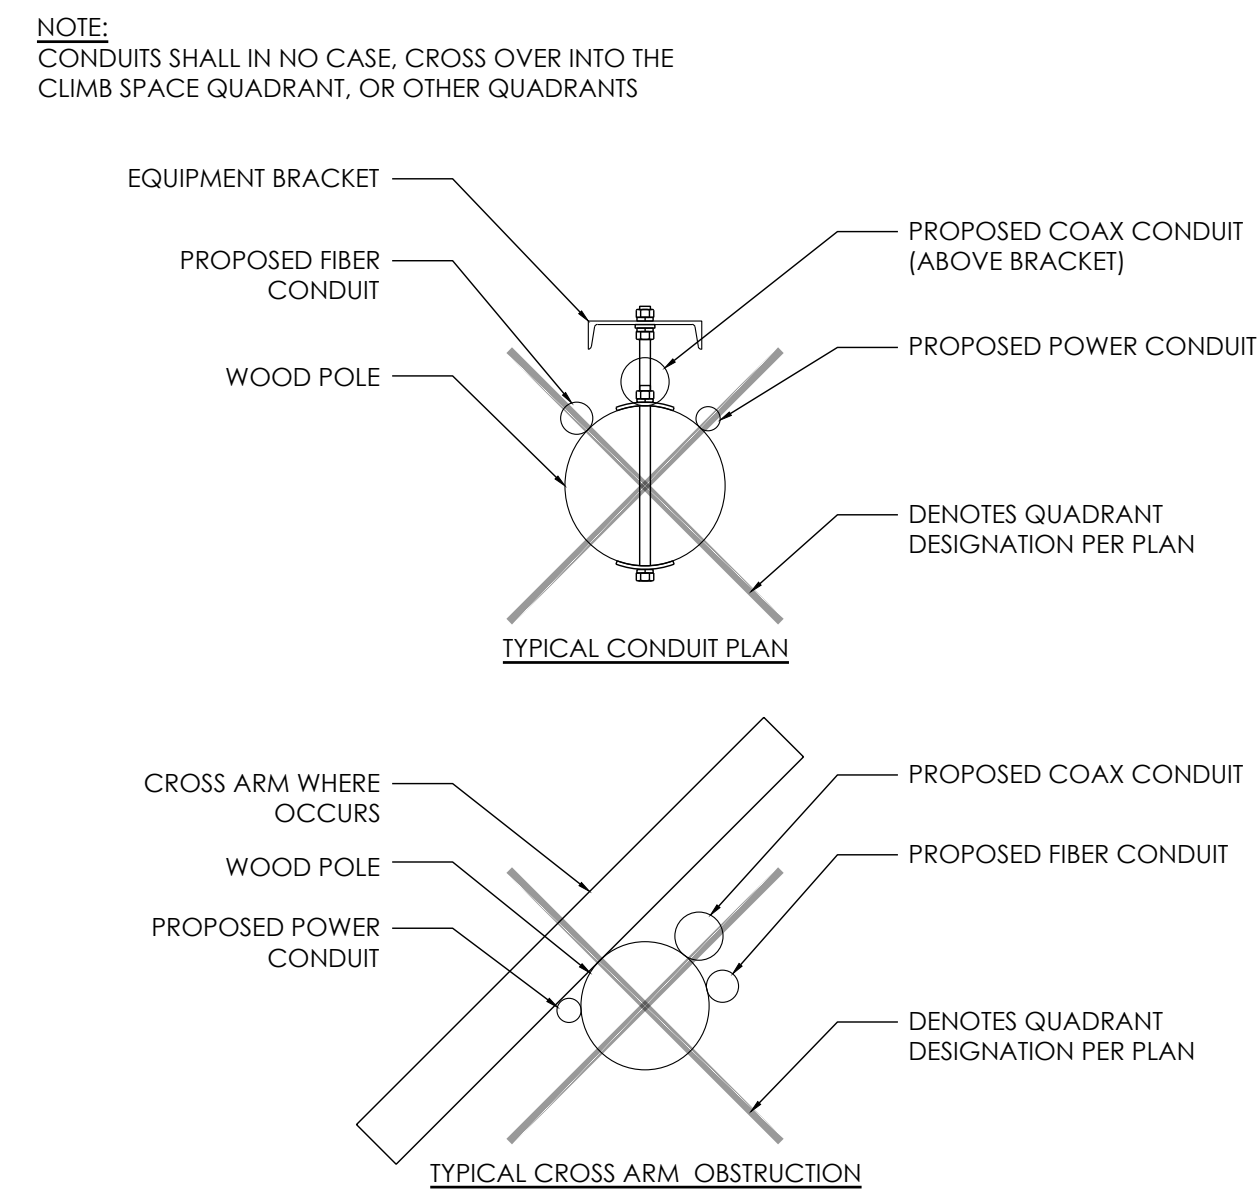 NOTE:
CONDUITS SHALL IN NO CASE, CROSS OVER INTO THE
CLIMB SPACE QUADRANT, OR OTHER QUADRANTS
EQUIPMENT BRACKET
PROPOSED FIBER
CONDUIT
WOOD POLE
PROPOSED COAX CONDUIT
(ABOVE BRACKET)
PROPOSED POWER CONDUIT
DENOTES QUADRANT
DESIGNATION PER PLAN
TYPICAL CONDUIT PLAN
CROSS ARM WHERE
OCCURS
WOOD POLE
PROPOSED POWER
CONDUIT
PROPOSED COAX CONDUIT
PROPOSED FIBER CONDUIT
DENOTES QUADRANT
DESIGNATION PER PLAN
TYPICAL CROSS ARM OBSTRUCTION